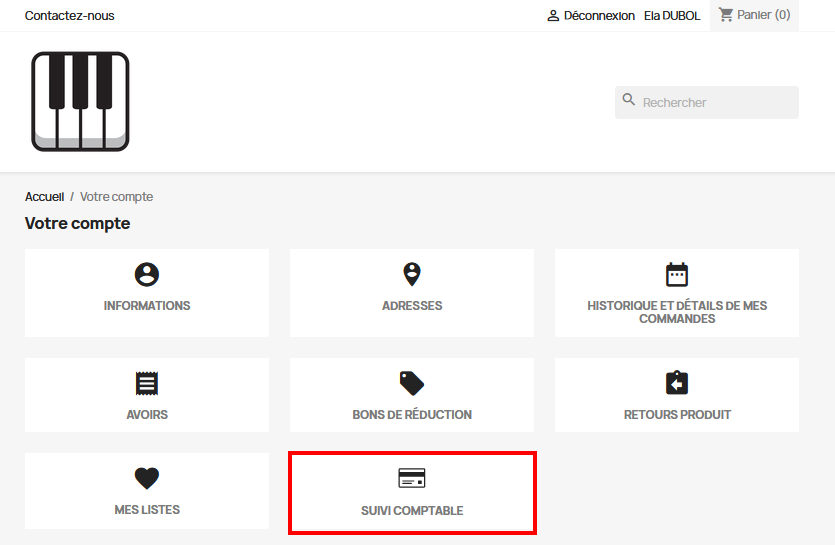 Contactez-nous
Déconnexion Ela DUBOL Panier (0)
Rechercher
Accueil / Votre compte
Votre compte
INFORMATIONS
ADRESSES
HISTORIQUE ET DÉTAILS DE MES
COMMANDES
AVOIRS
BONS DE RÉDUCTION
RETOURS PRODUIT
MES LISTES
SUIVI COMPTABLE